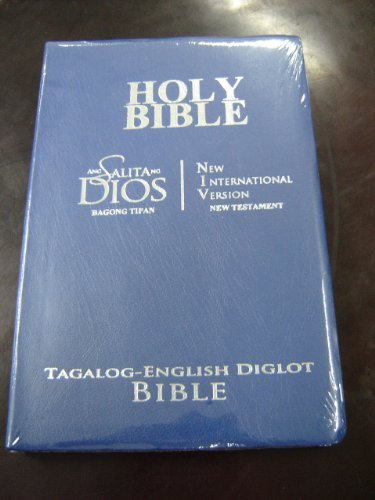 HOLY
BIBLE
ANG SALITA NG
DIOS
BAGONG TIPAN
NEW
INTERNATIONAL
VERSION
NEW TESTAMENT
TAGALOG-ENGLISH DIGLOT
BIBLE